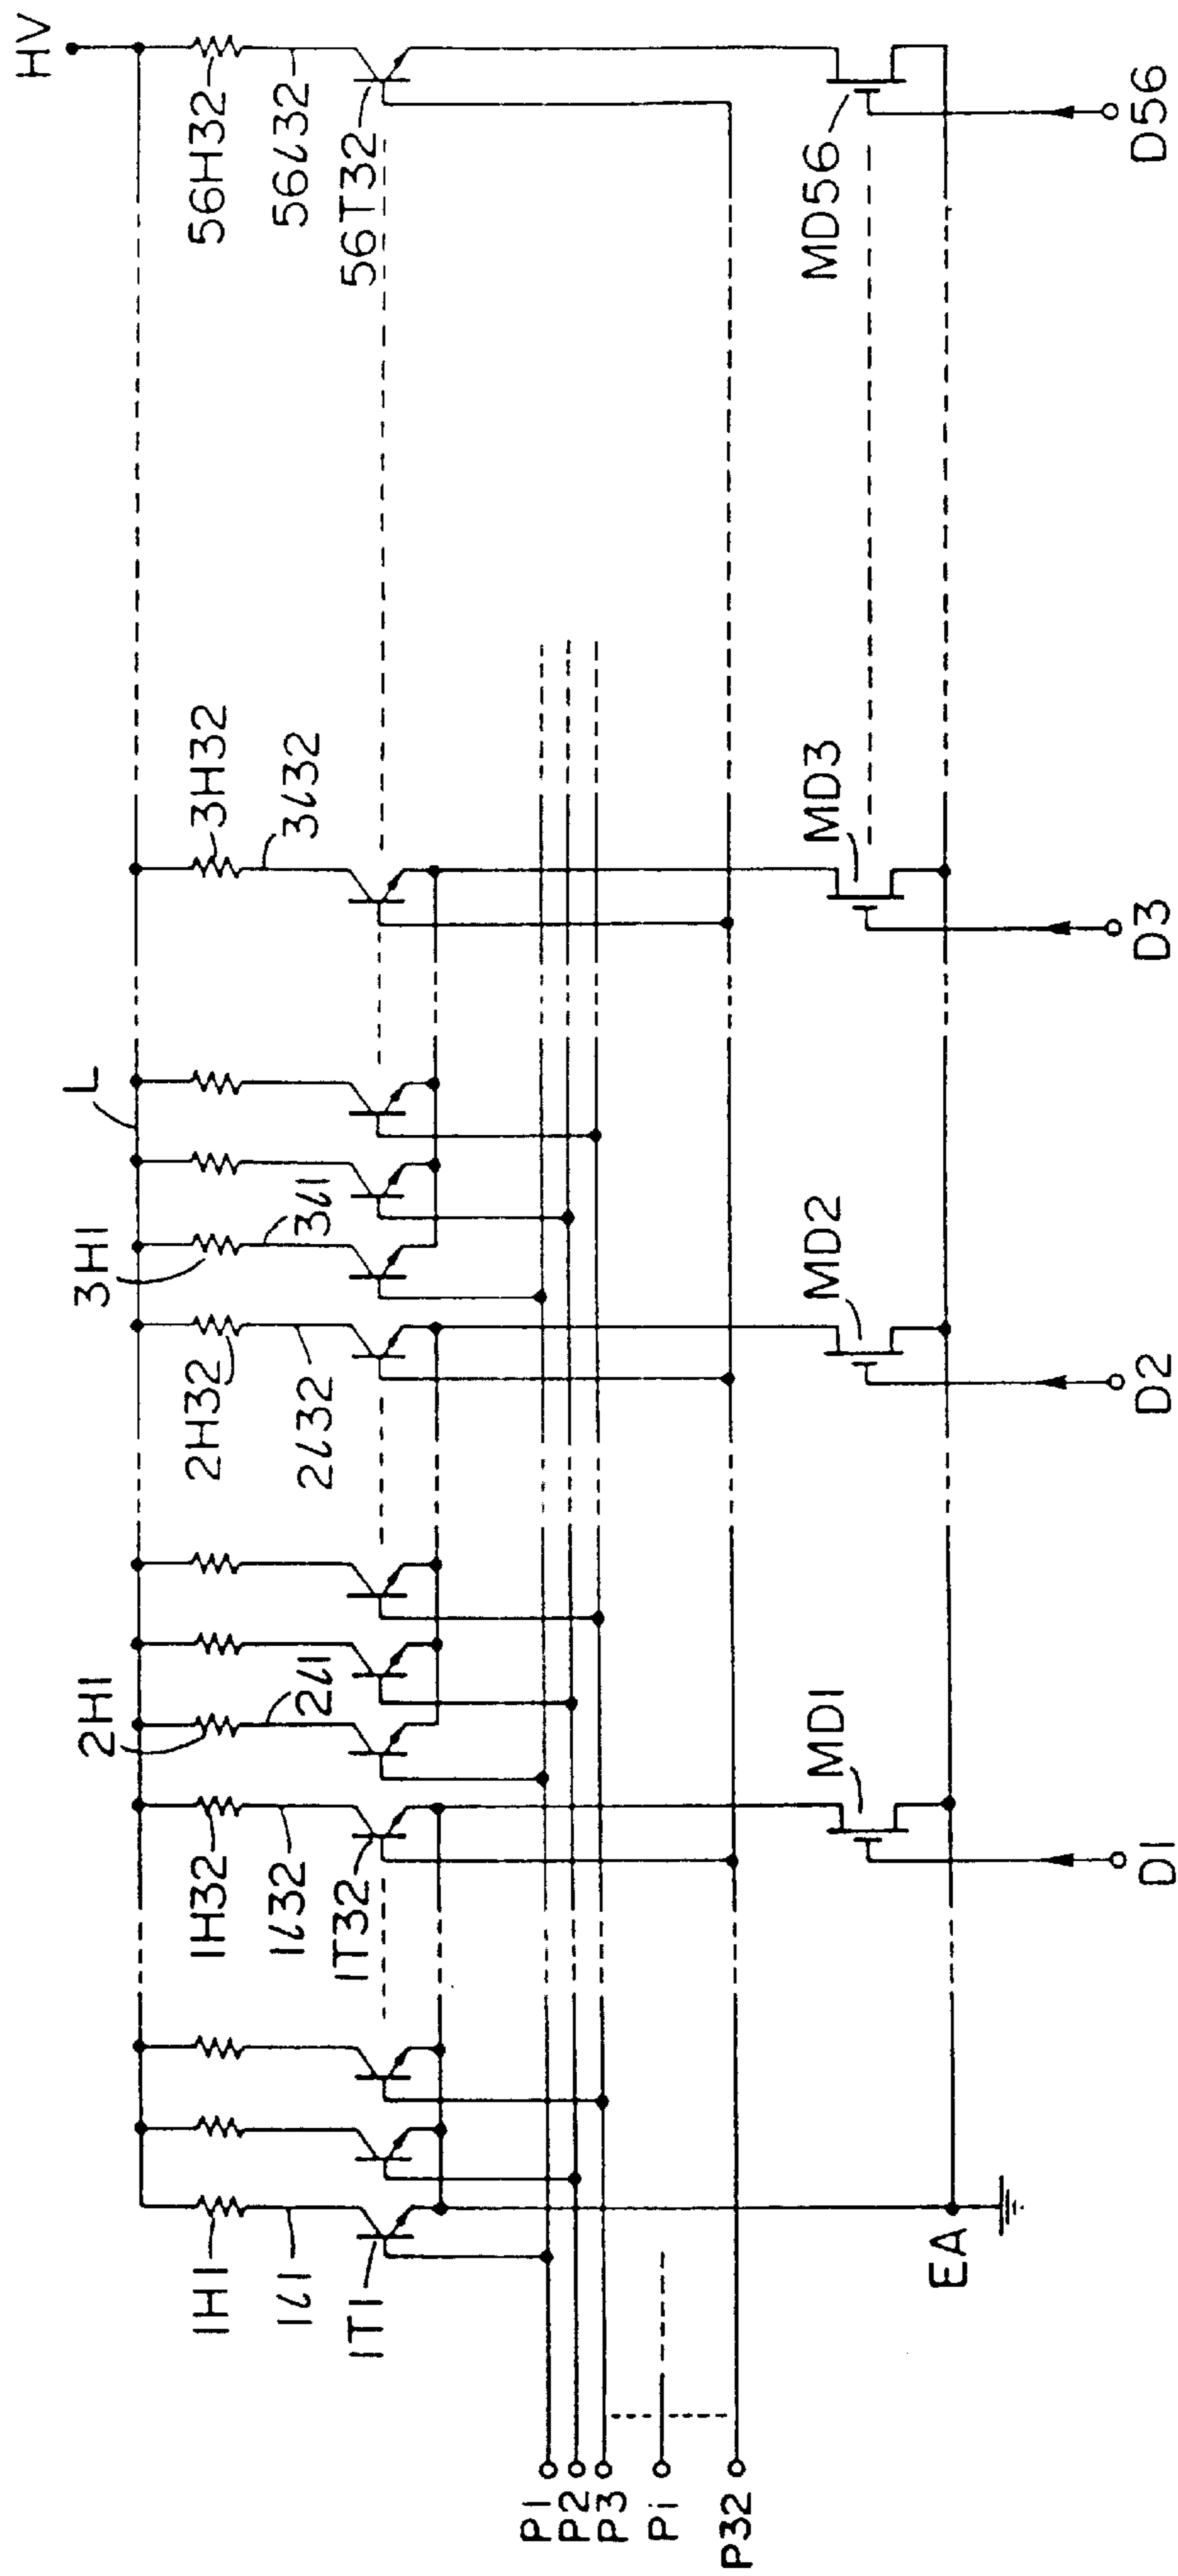 HV
L
1H1
1ℓ1
1T1
1H32
1ℓ32
1T32
2H1
2ℓ1
2H32
2ℓ32
3H1
3ℓ1
3H32
3ℓ32
56H32
56ℓ32
56T32
P1
P2
P3
Pi
P32
MD1
MD2
MD3
MD56
EA
D1
D2
D3
D56